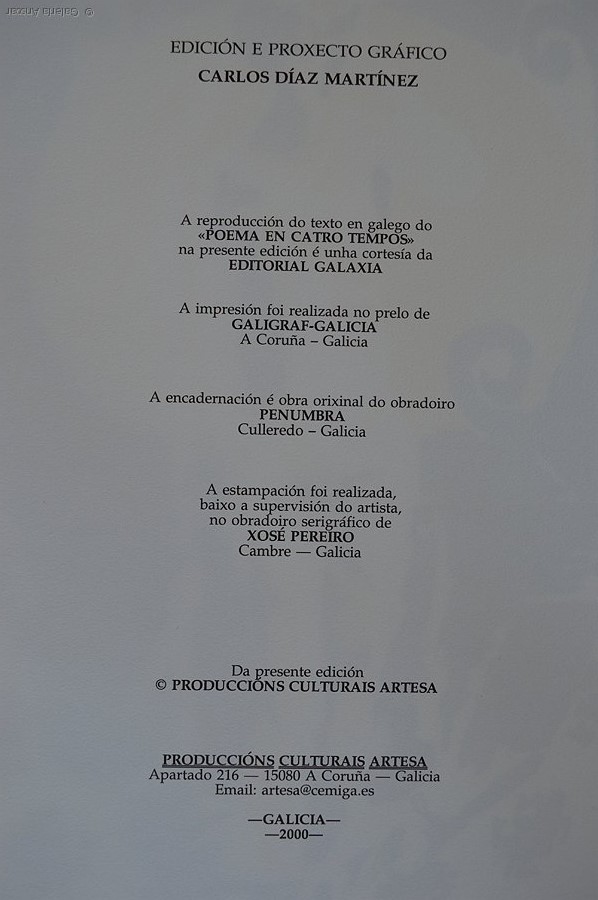 © Galería Anscar
EDICIÓN E PROXECTO GRÁFICO
CARLOS DÍAZ MARTÍNEZ
A reproducción do texto en galego do
«POEMA EN CATRO TEMPOS»
na presente edición é unha cortesía da
EDITORIAL GALAXIA
A impresión foi realizada no prelo de
GALIGRAF-GALICIA
A Coruña – Galicia
A encadernación é obra orixinal do obradoiro
PENUMBRA
Culleredo – Galicia
A estampación foi realizada,
baixo a supervisión do artista,
no obradoiro serigráfico de
XOSÉ PEREIRO
Cambre — Galicia
Da presente edición
© PRODUCCIÓNS CULTURAIS ARTESA
PRODUCCIÓNS CULTURAIS ARTESA
Apartado 216 — 15080 A Coruña — Galicia
Email: artesa@cemiga.es
—GALICIA—
—2000—